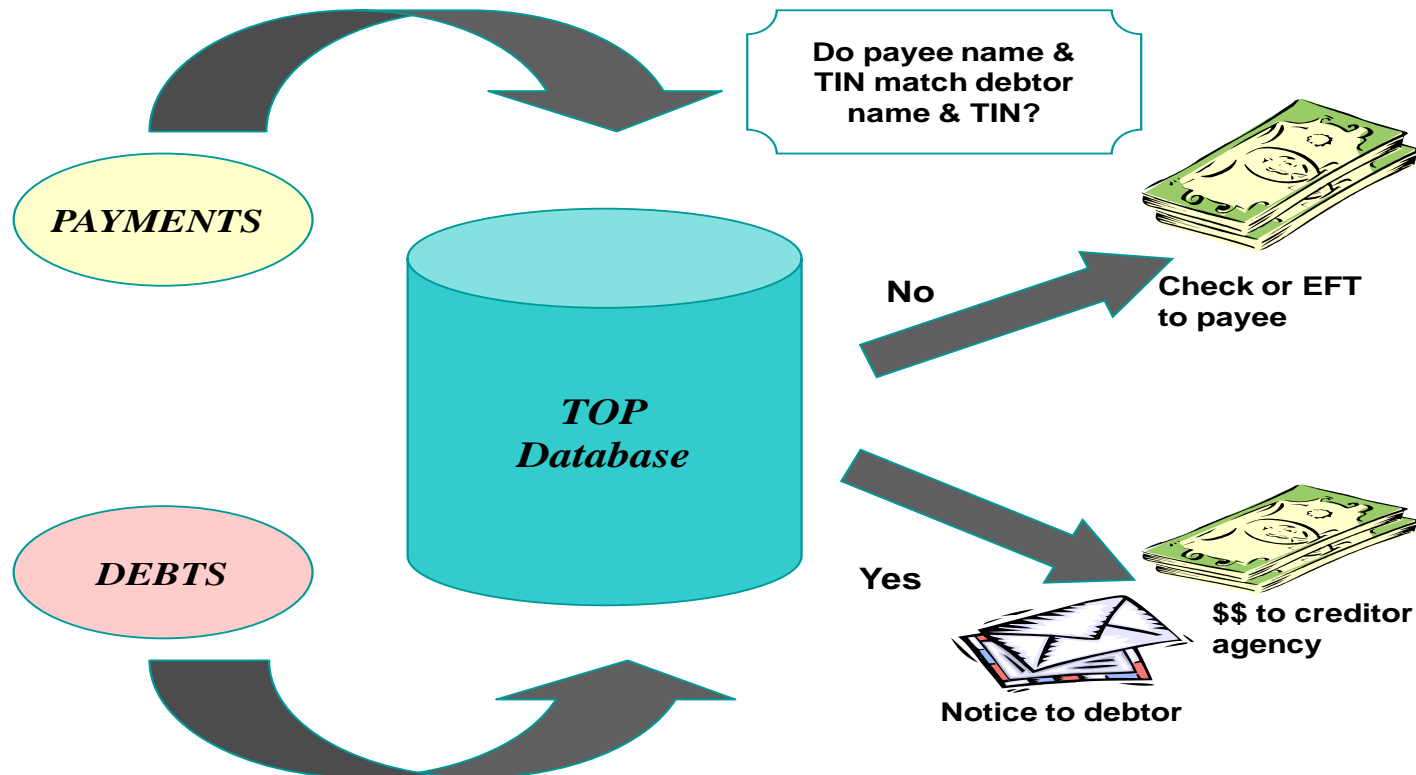 Do payee name &
TIN match debtor
name & TIN?
PAYMENTS
No
Check or EFT
to payee
TOP
Database
DEBTS
Yes
$$ to creditor
agency
Notice to debtor